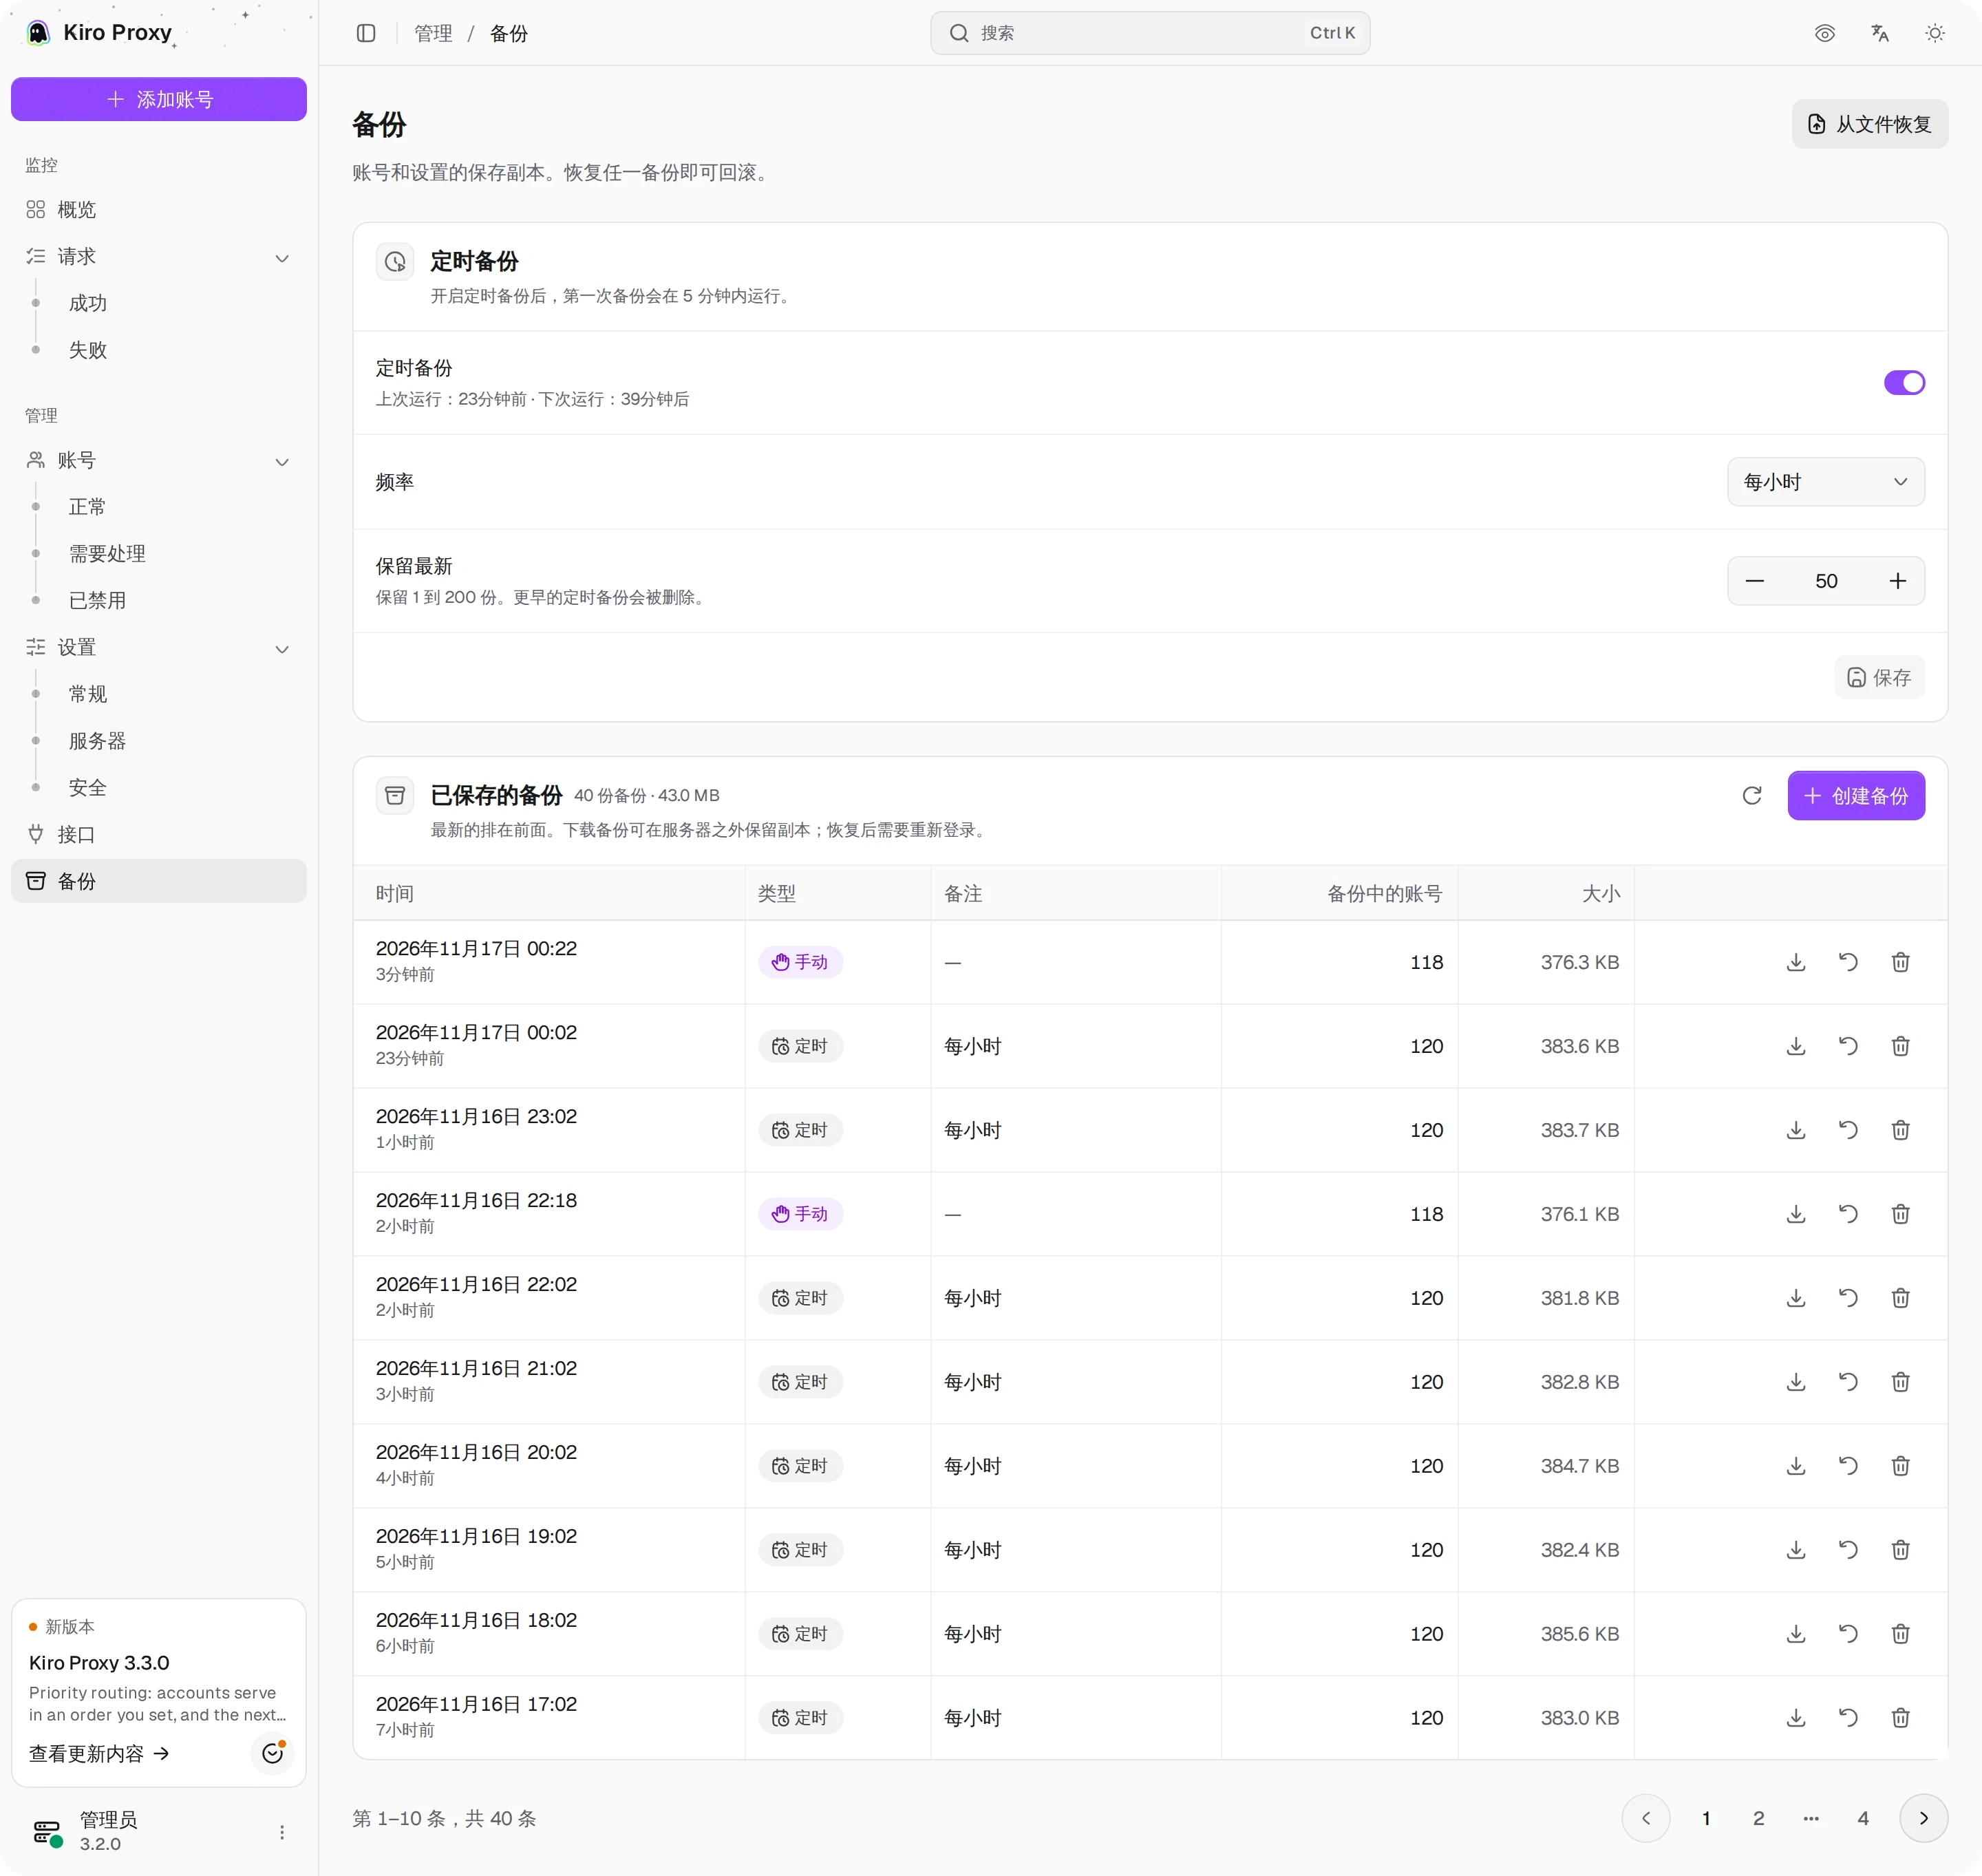 Kiro Proxy
管理 / 备份
搜索
Ctrl K
添加账号
监控
概览
请求
成功
失败
管理
账号
正常
需要处理
已禁用
设置
常规
服务器
安全
接口
备份
新版本
Kiro Proxy 3.3.0
Priority routing: accounts serve
in an order you set, and the next...
查看更新内容
管理员
3.2.0
备份
从文件恢复
账号和设置的保存副本。恢复任一备份即可回滚。
定时备份
开启定时备份后，第一次备份会在 5 分钟内运行。
定时备份
上次运行：23分钟前 · 下次运行：39分钟后
频率
每小时
保留最新
保留 1 到 200 份。更早的定时备份会被删除。
50
保存
已保存的备份 40 份备份 · 43.0 MB
创建备份
最新的排在前面。下载备份可在服务器之外保留副本；恢复后需要重新登录。
时间 类型 备注 备份中的账号 大小
2026年11月17日 00:22
3分钟前
手动 — 118 376.3 KB
2026年11月17日 00:02
23分钟前
定时 每小时 120 383.6 KB
2026年11月16日 23:02
1小时前
定时 每小时 120 383.7 KB
2026年11月16日 22:18
2小时前
手动 — 118 376.1 KB
2026年11月16日 22:02
2小时前
定时 每小时 120 381.8 KB
2026年11月16日 21:02
3小时前
定时 每小时 120 382.8 KB
2026年11月16日 20:02
4小时前
定时 每小时 120 384.7 KB
2026年11月16日 19:02
5小时前
定时 每小时 120 382.4 KB
2026年11月16日 18:02
6小时前
定时 每小时 120 385.6 KB
2026年11月16日 17:02
7小时前
定时 每小时 120 383.0 KB
第 1–10 条，共 40 条
1 2 ••• 4